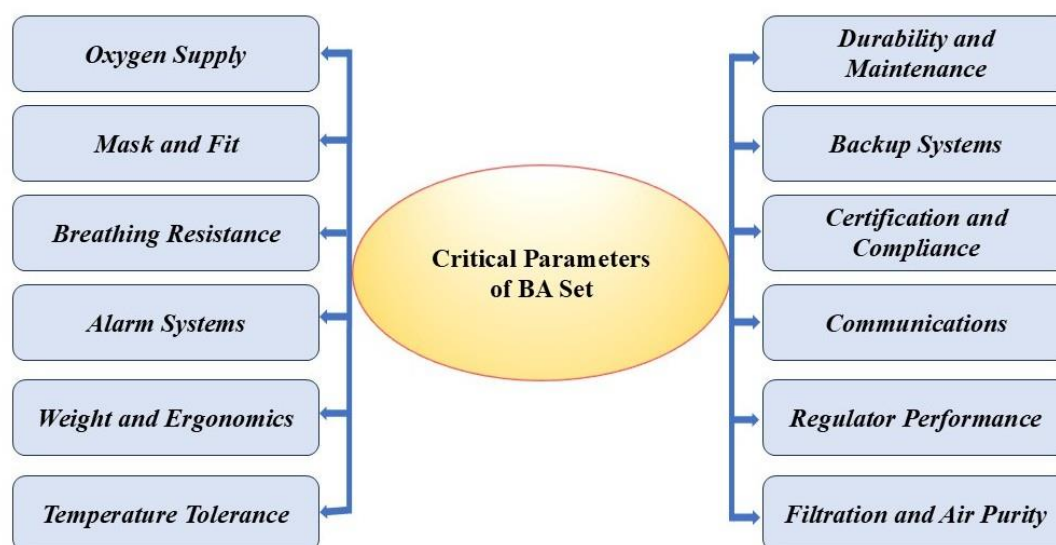 Oxygen Supply
Mask and Fit
Breathing Resistance
Alarm Systems
Weight and Ergonomics
Temperature Tolerance
Critical Parameters
of BA Set
Durability and
Maintenance
Backup Systems
Certification and
Compliance
Communications
Regulator Performance
Filtration and Air Purity